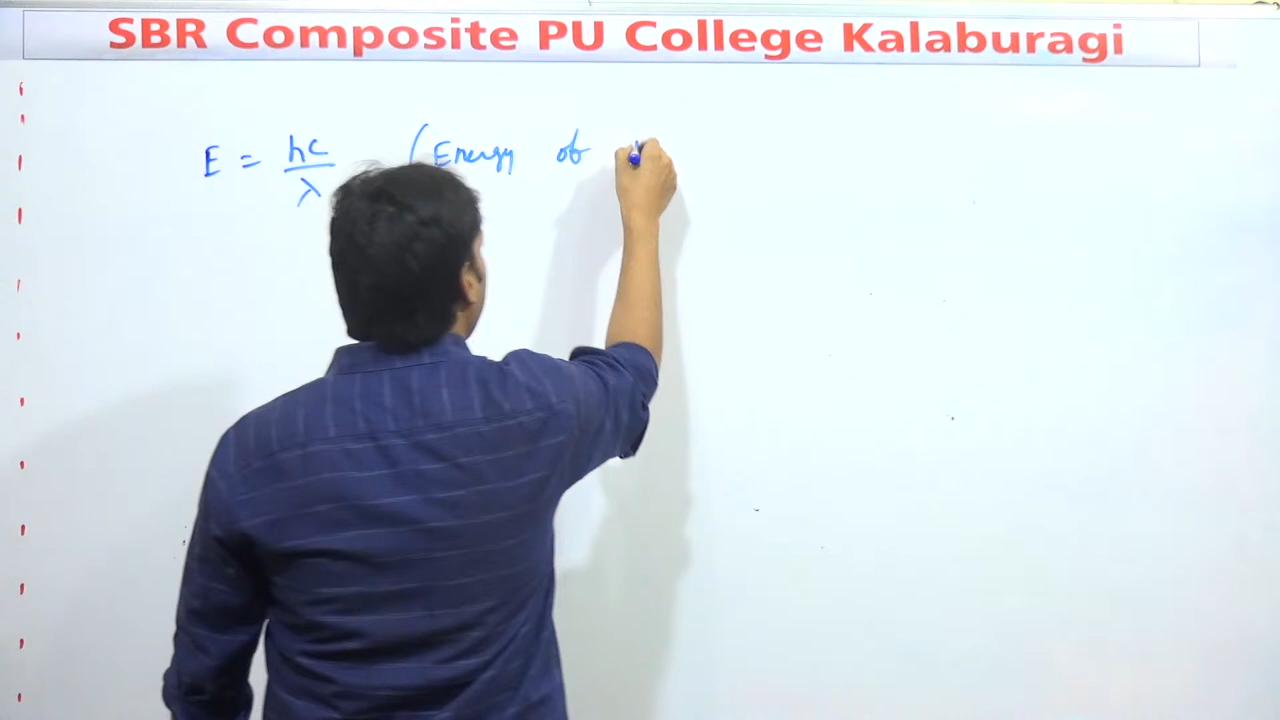 SBR Composite PU College Kalaburagi
E = hc/λ (Energy of